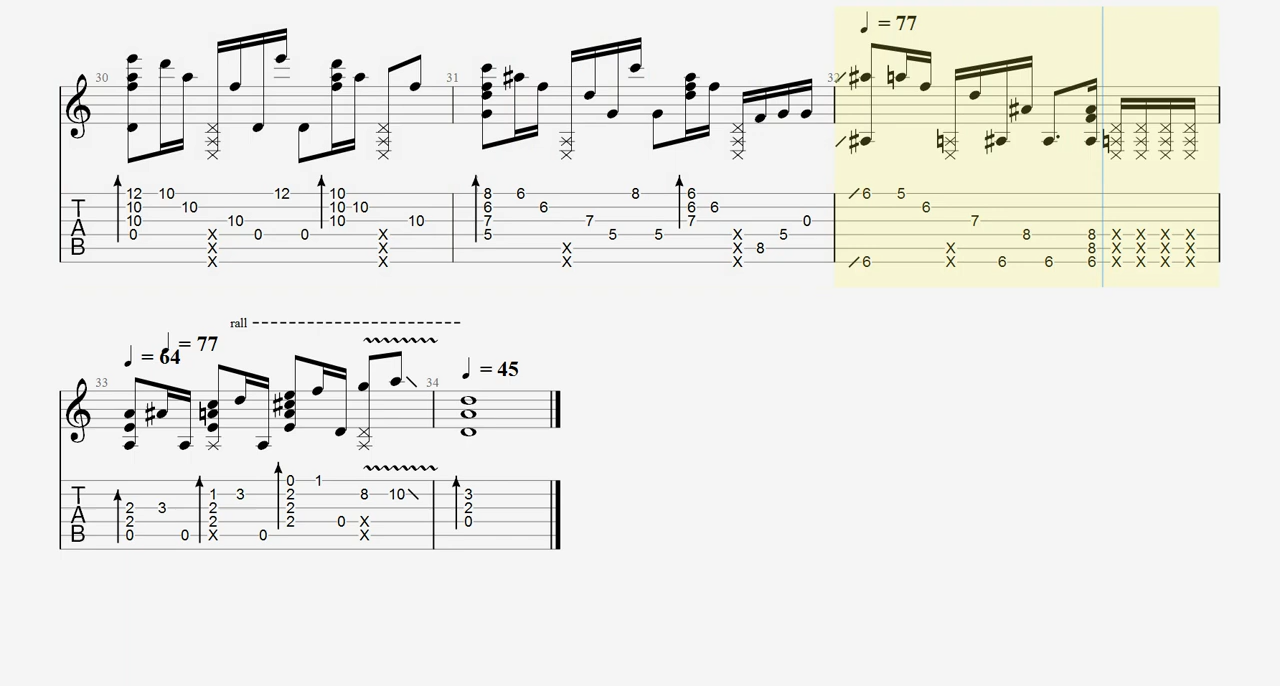 ♩ = 77
30 31 32
12 10 12 10 8 6 8 6 6 5
T 10 10 10 10 6 6 6 6 6
10 10 10 10 7 7 7 0 7
A 0 X 0 0 X 5 5 5 X 5 8 8 X X X X
B X X X X 8 X 8 X X X X
X X X X 6 X 6 6 6 X X X X
rall
♩ = 64 ♩ = 77 ♩ = 45
33 34
0 1
T 1 3 2 8 10 3
2 3 2 2 2
A 2 2 2 0 X 0
B 0 0 X 0 X